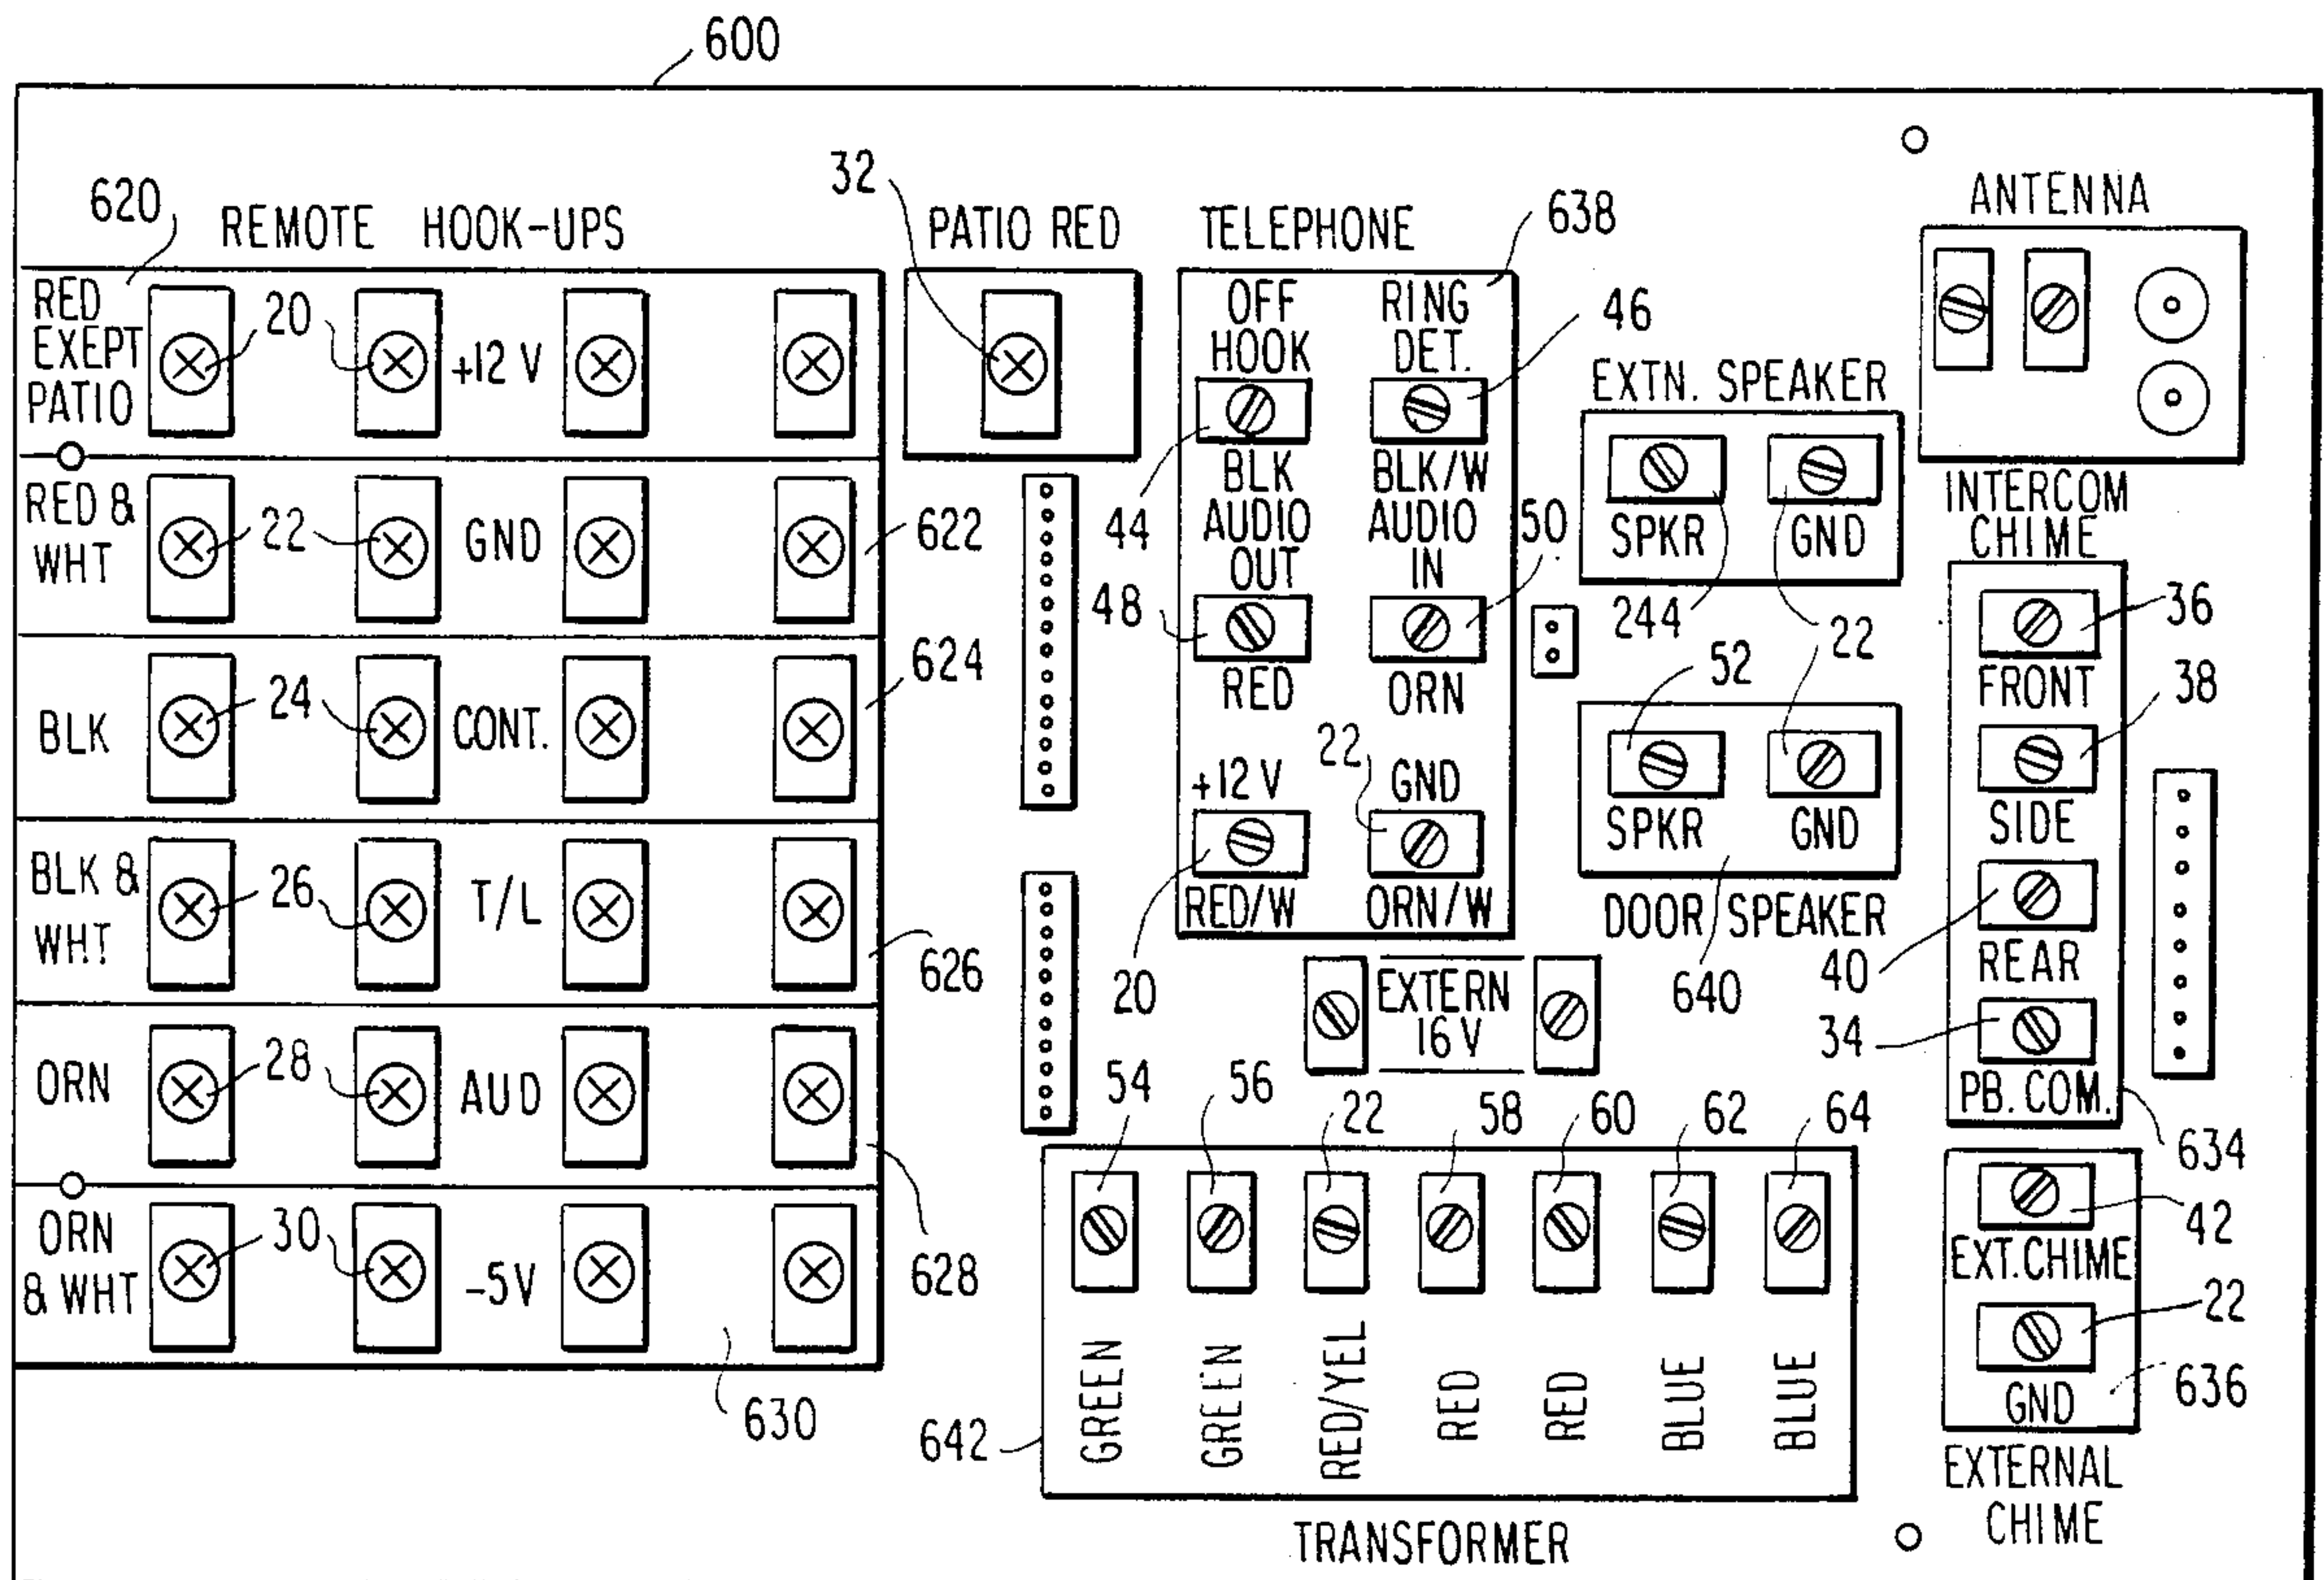 600
620
REMOTE HOOK-UPS
RED
EXEPT
PATIO
20
+12 V
RED &
WHT
22
GND
622
BLK
24
CONT.
624
BLK &
WHT
26
T/L
626
ORN
28
AUD
628
ORN
& WHT
30
-5V
630
32
PATIO RED
TELEPHONE
638
OFF
HOOK
RING
DET.
46
44
BLK
AUDIO
OUT
BLK/W
AUDIO
IN
50
48
RED
ORN
+12 V
22
GND
20
RED/W
ORN/W
EXTN. SPEAKER
SPKR
GND
244
22
52
SPKR
GND
DOOR SPEAKER
640
EXTERN
16 V
ANTENNA
INTERCOM
CHIME
36
FRONT
38
SIDE
40
REAR
34
PB. COM.
634
42
EXT. CHIME
22
GND
636
EXTERNAL
CHIME
54
56
22
58
60
62
64
GREEN
GREEN
RED/YEL
RED
RED
BLUE
BLUE
642
TRANSFORMER